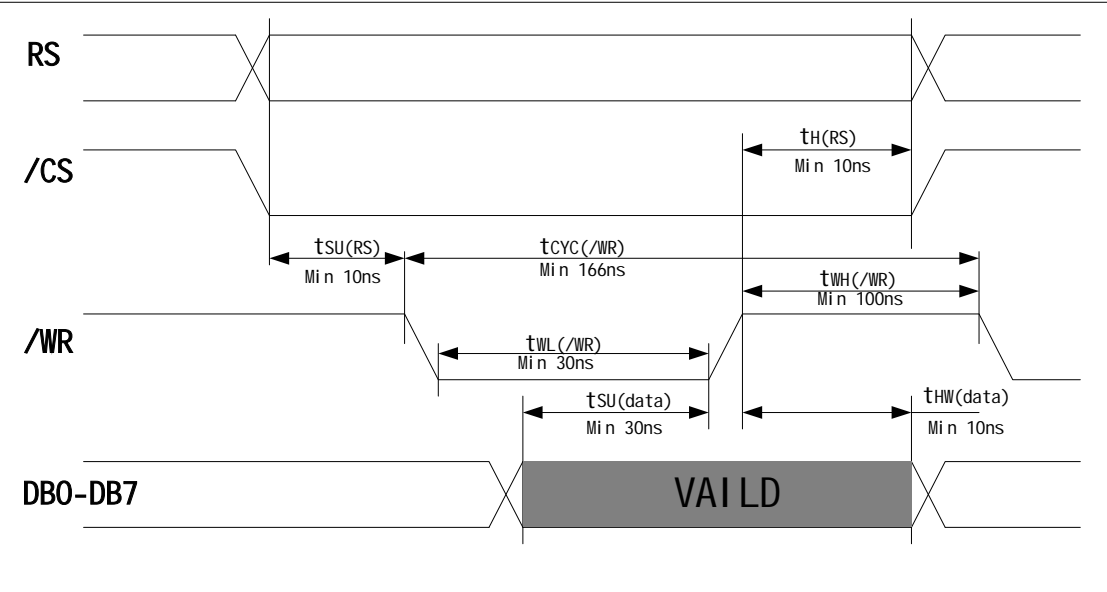 RS
tH(RS)
Min 10ns
/CS
tSU(RS)
Min 10ns
tCYC(/WR)
Min 166ns
tWH(/WR)
Min 100ns
/WR
tWL(/WR)
Min 30ns
tSU(data)
Min 30ns
tHW(data)
Min 10ns
DB0-DB7
VAILD